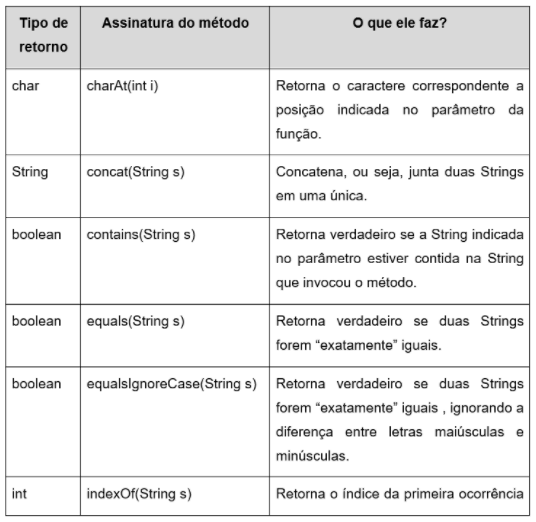 Tipo de retorno Assinatura do método O que ele faz?
char charAt(int i) Retorna o caractere correspondente a
posição indicada no parâmetro da
função.
String concat(String s) Concatena, ou seja, junta duas Strings
em uma única.
boolean contains(String s) Retorna verdadeiro se a String indicada
no parâmetro estiver contida na String
que invocou o método.
boolean equals(String s) Retorna verdadeiro se duas Strings
forem “exatamente” iguais.
boolean equalsIgnoreCase(String s) Retorna verdadeiro se duas Strings
forem “exatamente” iguais , ignorando a
diferença entre letras maiúsculas e
minúsculas.
int indexOf(String s) Retorna o índice da primeira ocorrência